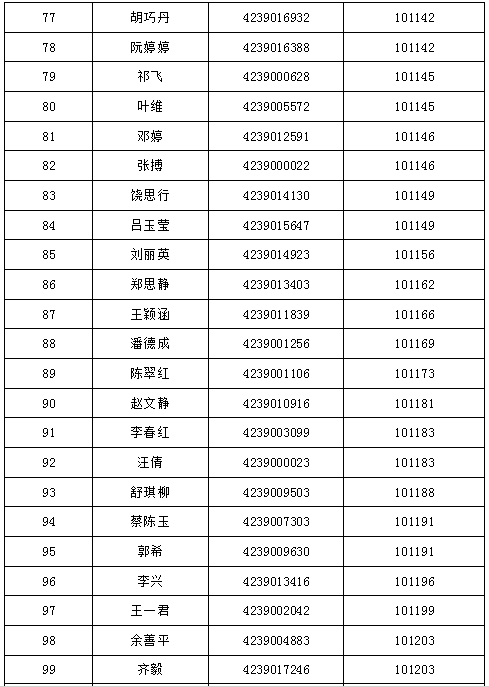 77 胡巧丹 4239016932 101142
78 阮婷婷 4239016388 101142
79 祁飞 4239000628 101145
80 叶维 4239005572 101145
81 邓婷 4239012591 101146
82 张搏 4239000022 101146
83 饶思行 4239014130 101149
84 吕玉莹 4239015647 101149
85 刘丽英 4239014923 101156
86 郑思静 4239013403 101162
87 王颖涵 4239011839 101166
88 潘德成 4239001256 101169
89 陈翠红 4239001106 101173
90 赵文静 4239010916 101181
91 李春红 4239003099 101183
92 汪倩 4239000023 101183
93 舒琪柳 4239009503 101188
94 蔡陈玉 4239007303 101191
95 郭希 4239009630 101191
96 李兴 4239013416 101196
97 王一君 4239002042 101199
98 余善平 4239004883 101203
99 齐毅 4239017246 101203